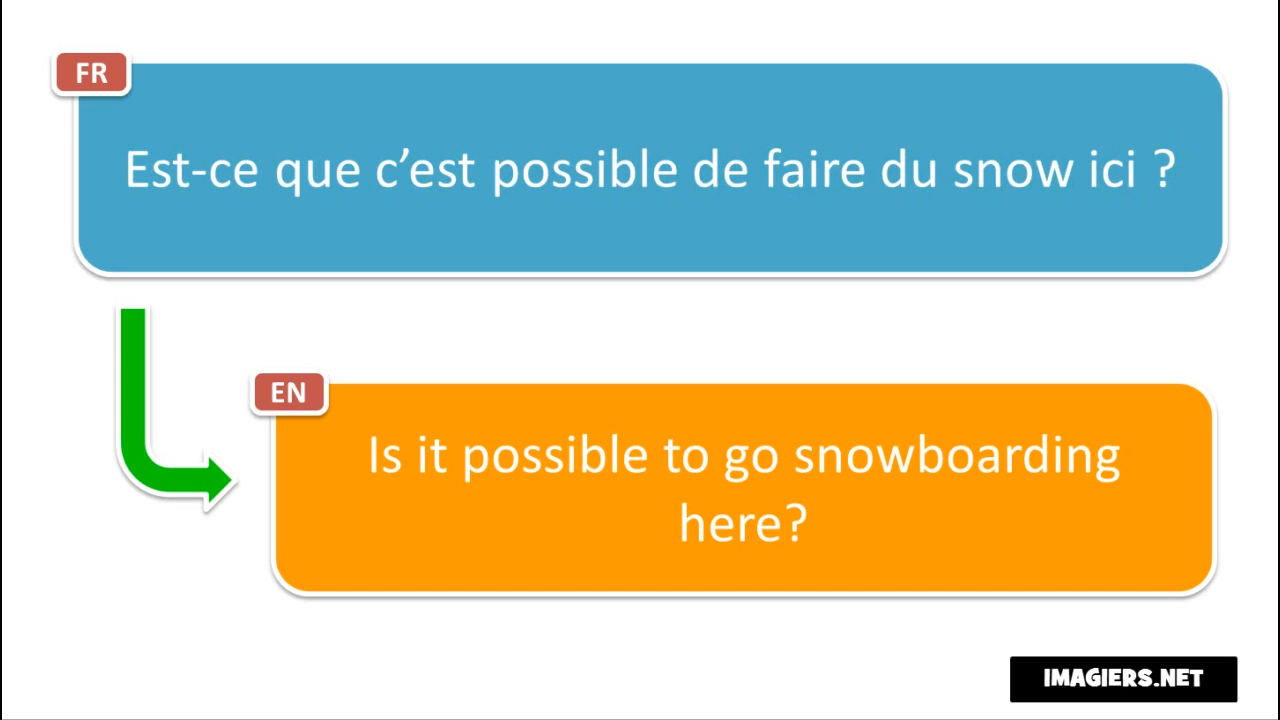 FR
Est-ce que c’est possible de faire du snow ici ?
EN
Is it possible to go snowboarding
here?
IMAGIERS.NET